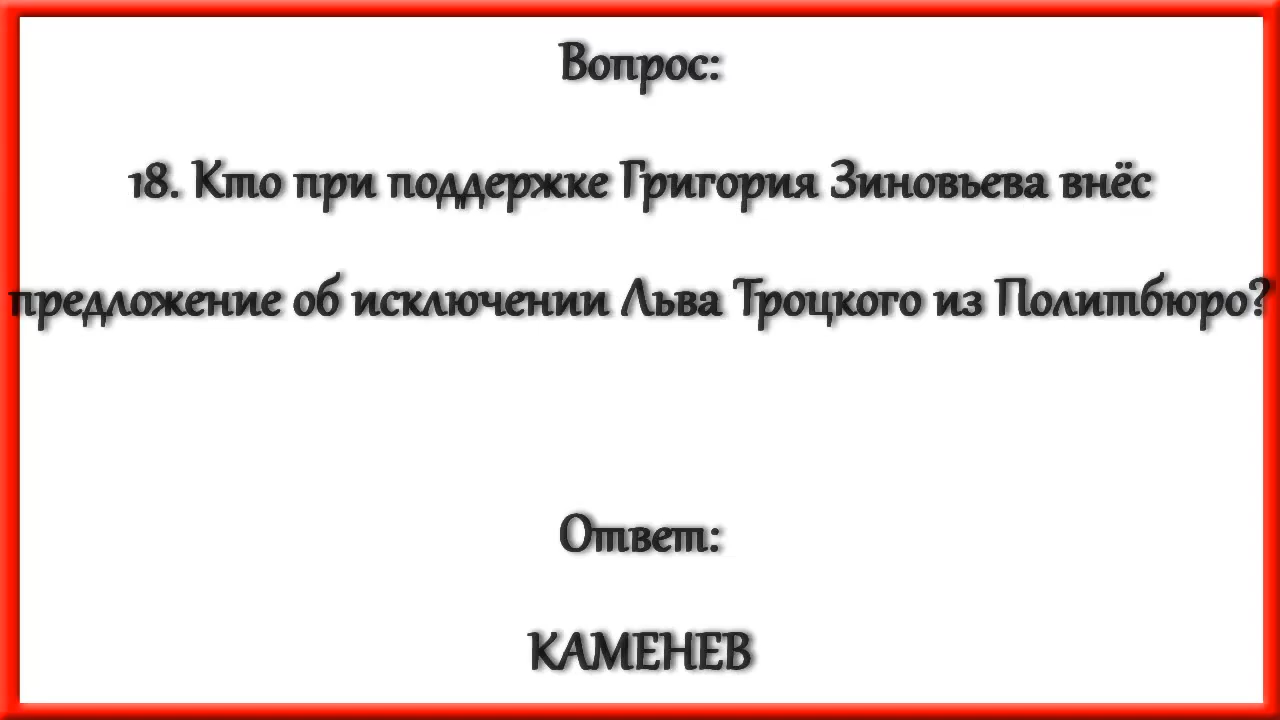 Вопрос:
18. Кто при поддержке Григория Зиновьева внёс
предложение об исключении Льва Троцкого из Политбюро?
Ответ:
КАМЕНЕВ